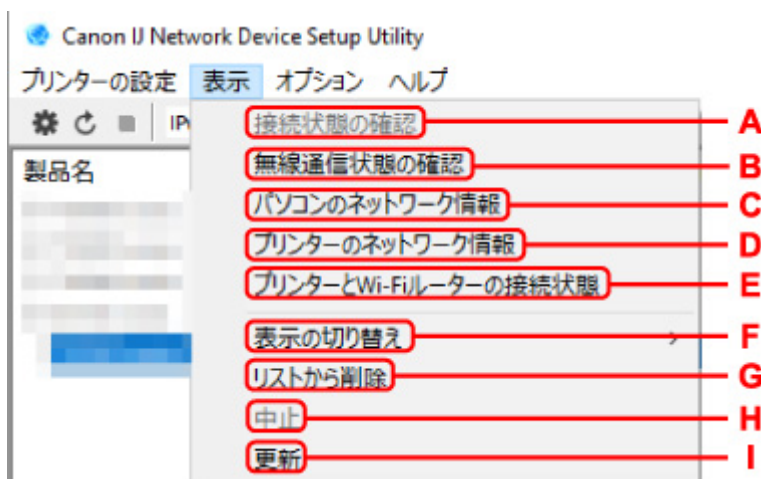 Canon IJ Network Device Setup Utility
プリンターの設定 表示 オプション ヘルプ
接続状態の確認 A
製品名
無線通信状態の確認 B
パソコンのネットワーク情報 C
プリンターのネットワーク情報 D
プリンターとWi-Fiルーターの接続状態 E
表示の切り替え F
リストから削除 G
中止 H
更新 I